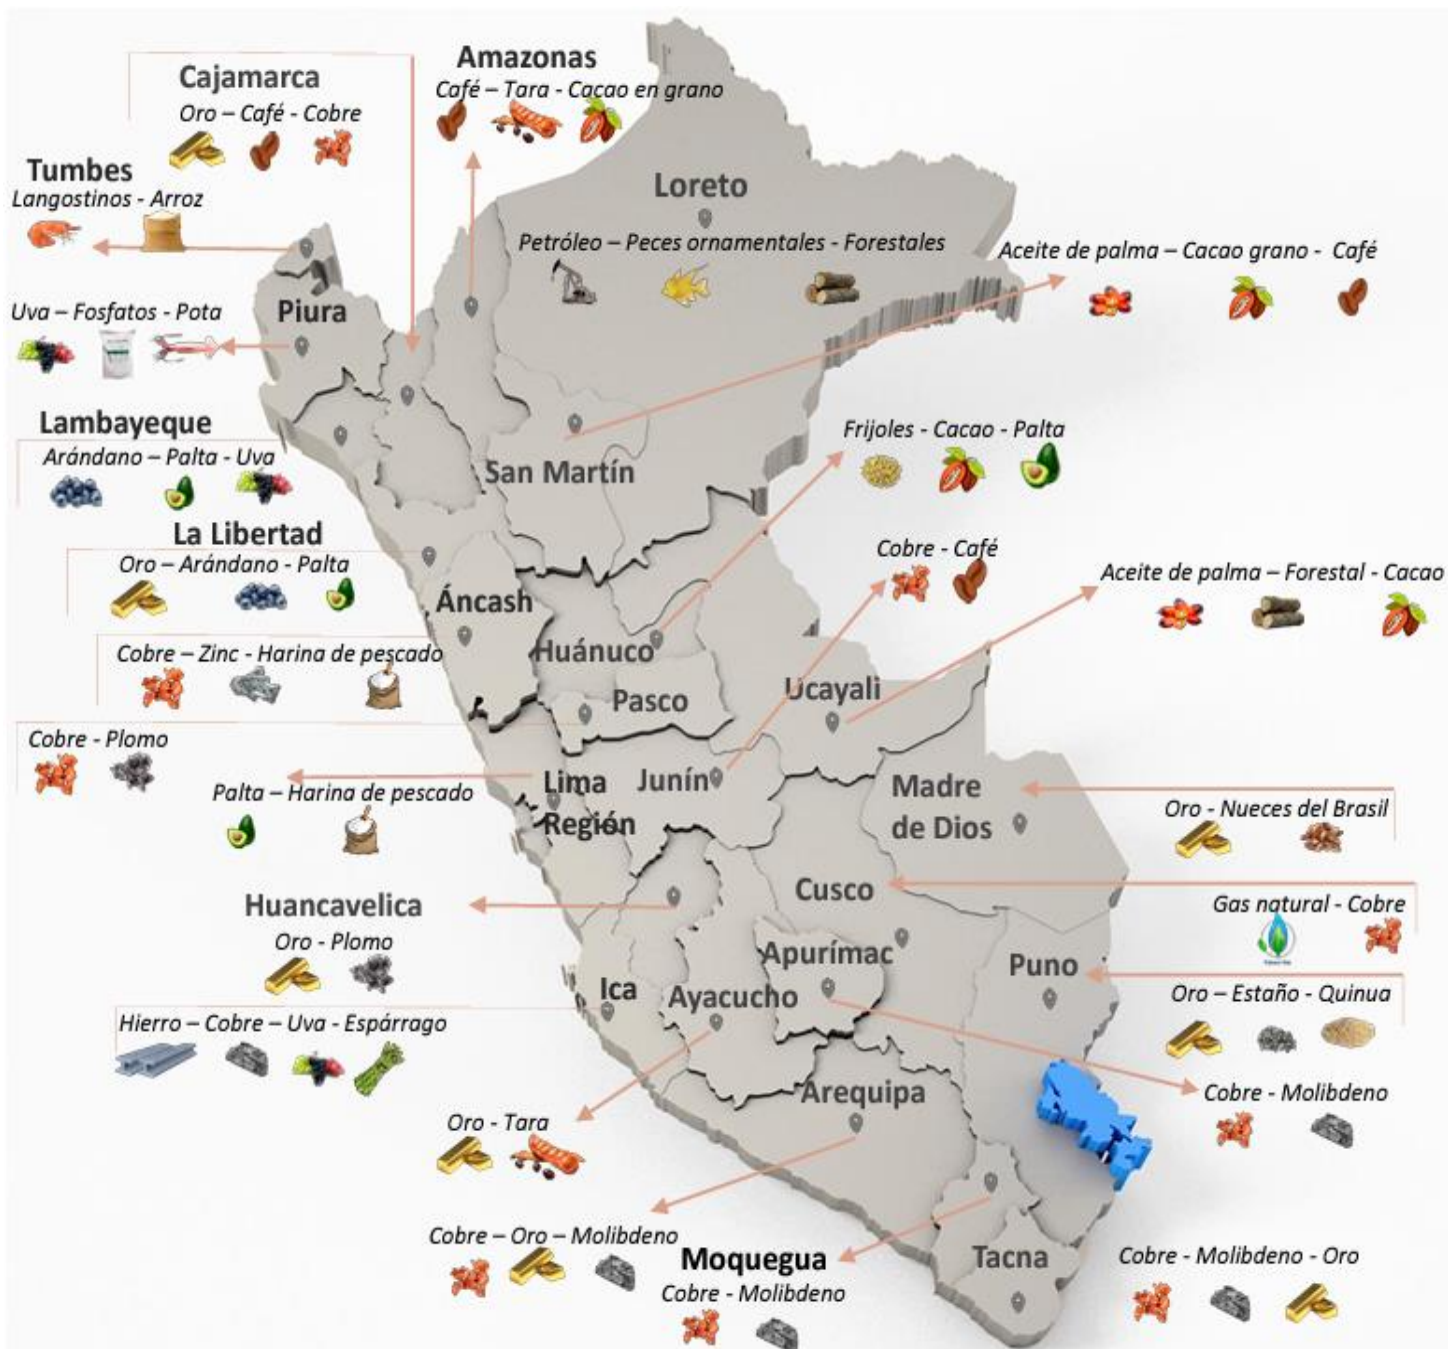 Cajamarca
Oro – Café - Cobre
Amazonas
Café – Tara - Cacao en grano
Tumbes
Langostinos - Arroz
Loreto
Petróleo – Peces ornamentales - Forestales
Aceite de palma – Cacao grano - Café
Uva – Fosfatos - Pota
Piura
Lambayeque
Arándano – Palta - Uva
San Martín
Frijoles - Cacao - Palta
La Libertad
Oro – Arándano - Palta
Cobre - Café
Aceite de palma – Forestal - Cacao
Áncash
Cobre – Zinc - Harina de pescado
Huánuco
Pasco
Ucayali
Cobre - Plomo
Lima
Región
Junín
Palta – Harina de pescado
Madre
de Dios
Oro - Nueces del Brasil
Cusco
Gas natural - Cobre
Huancavelica
Oro - Plomo
Apurímac
Puno
Oro – Estaño - Quinua
Ica
Ayacucho
Hierro – Cobre – Uva - Espárrago
Arequipa
Cobre - Molibdeno
Oro - Tara
Cobre – Oro – Molibdeno
Moquegua
Cobre - Molibdeno
Tacna
Cobre - Molibdeno - Oro